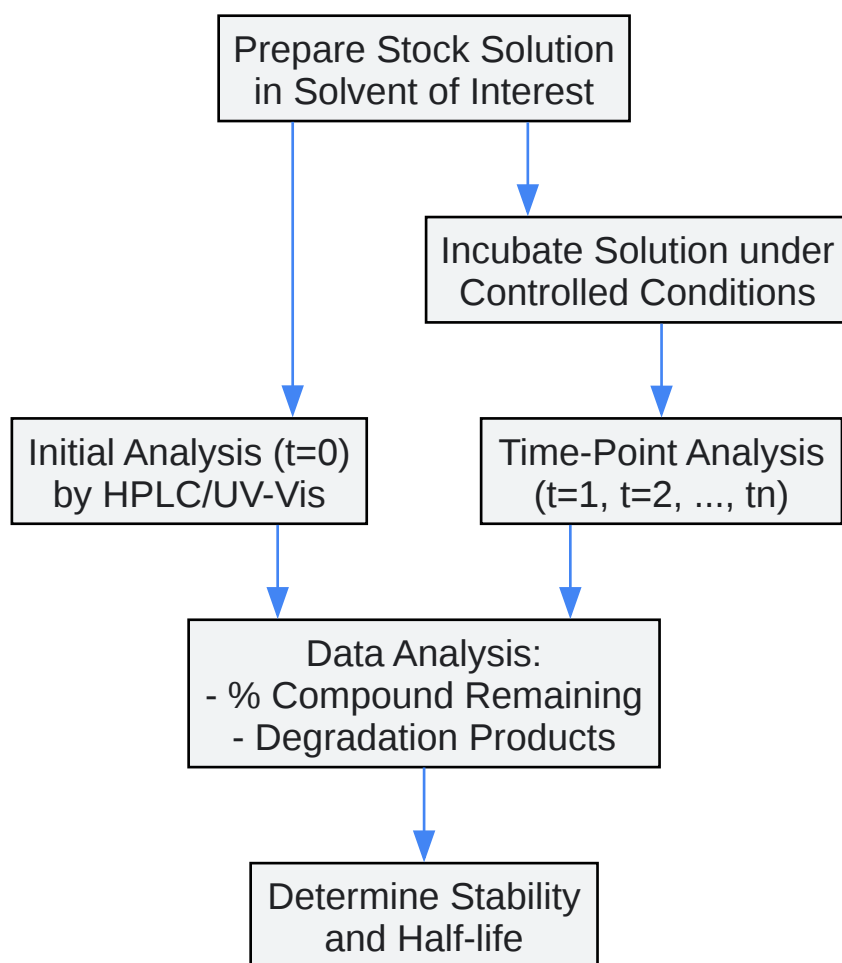 Prepare Stock Solution
in Solvent of Interest
Incubate Solution under
Controlled Conditions
Initial Analysis (t=0)
by HPLC/UV-Vis
Time-Point Analysis
(t=1, t=2, ..., tn)
Data Analysis:
- % Compound Remaining
- Degradation Products
Determine Stability
and Half-life